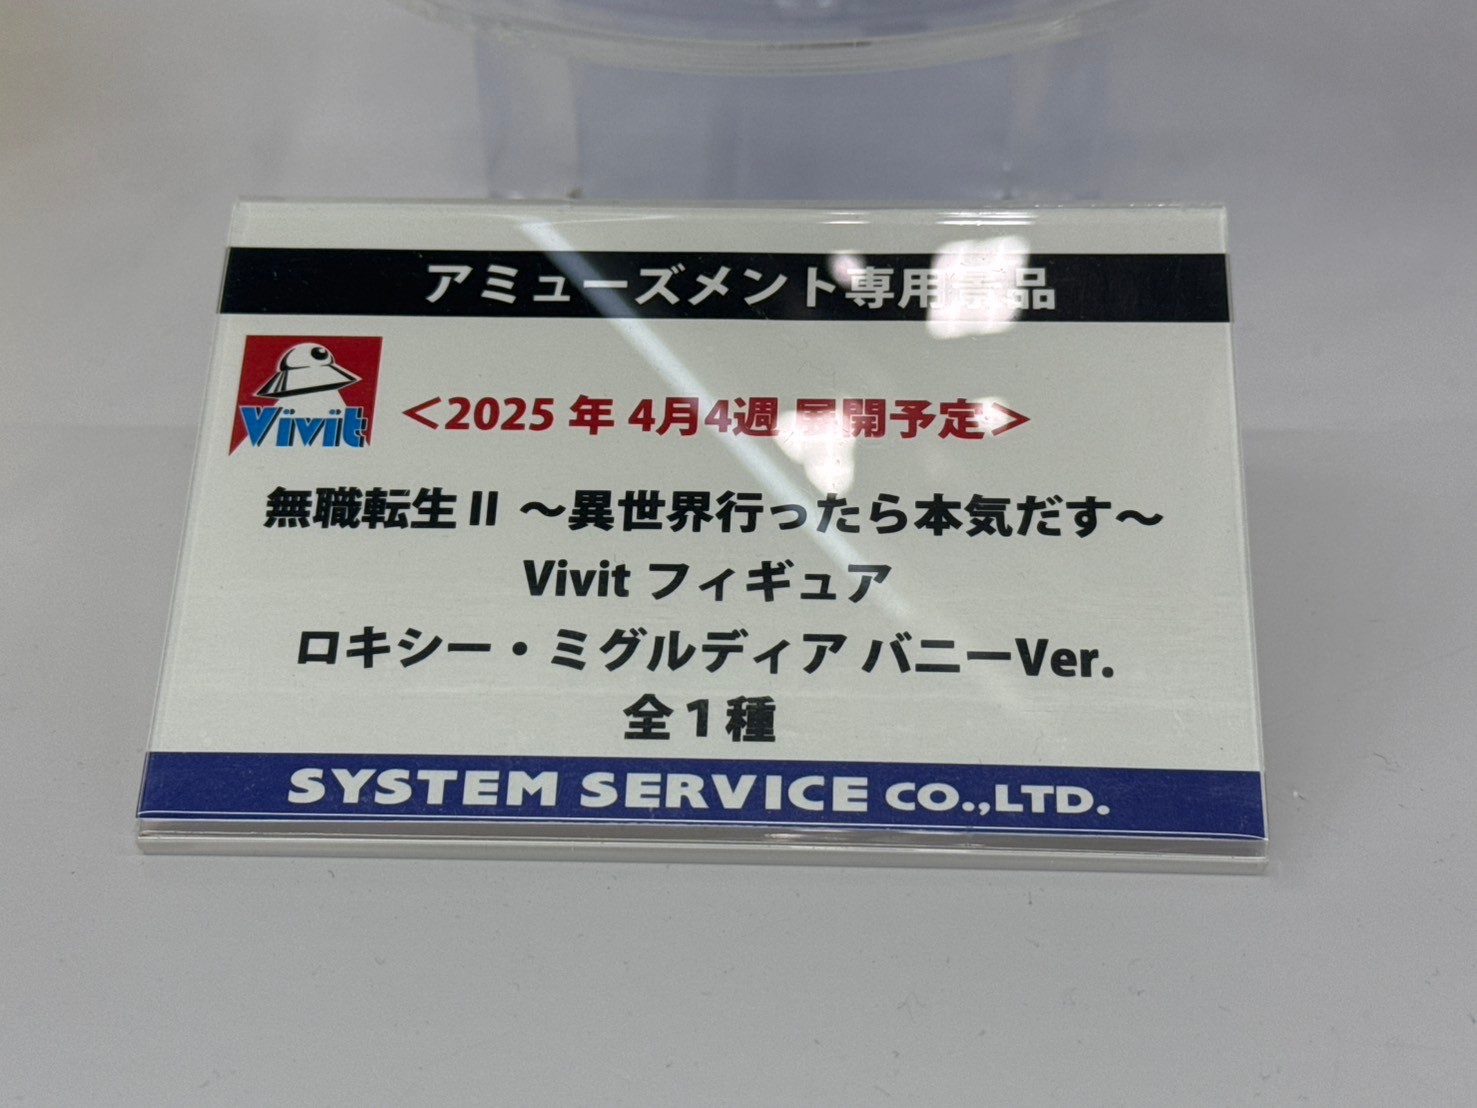 アミューズメント専用景品
Vivit
＜2025 年 4月4週 展開予定＞
無職転生Ⅱ ～異世界行ったら本気だす～
Vivit フィギュア
ロキシー・ミグルディア バニーVer.
全１種
SYSTEM SERVICE CO.,LTD.